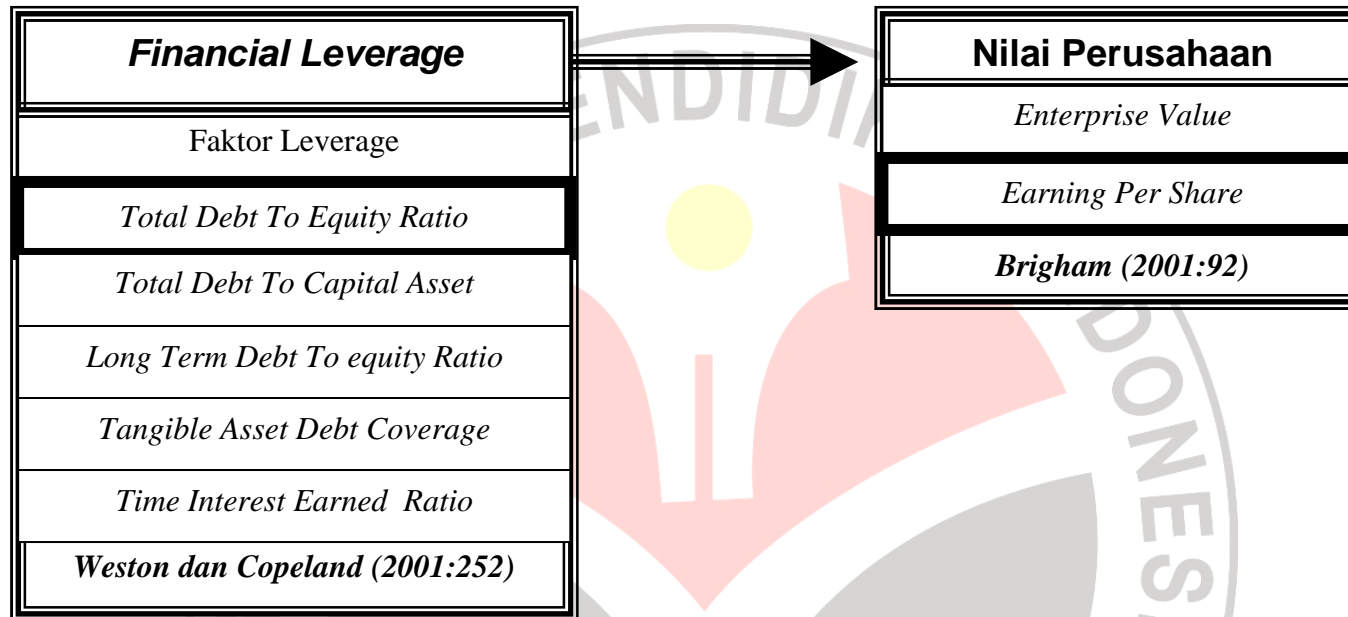 Financial Leverage
Faktor Leverage
Total Debt To Equity Ratio
Total Debt To Capital Asset
Long Term Debt To equity Ratio
Tangible Asset Debt Coverage
Time Interest Earned Ratio
Weston dan Copeland (2001:252)
Nilai Perusahaan
Enterprise Value
Earning Per Share
Brigham (2001:92)